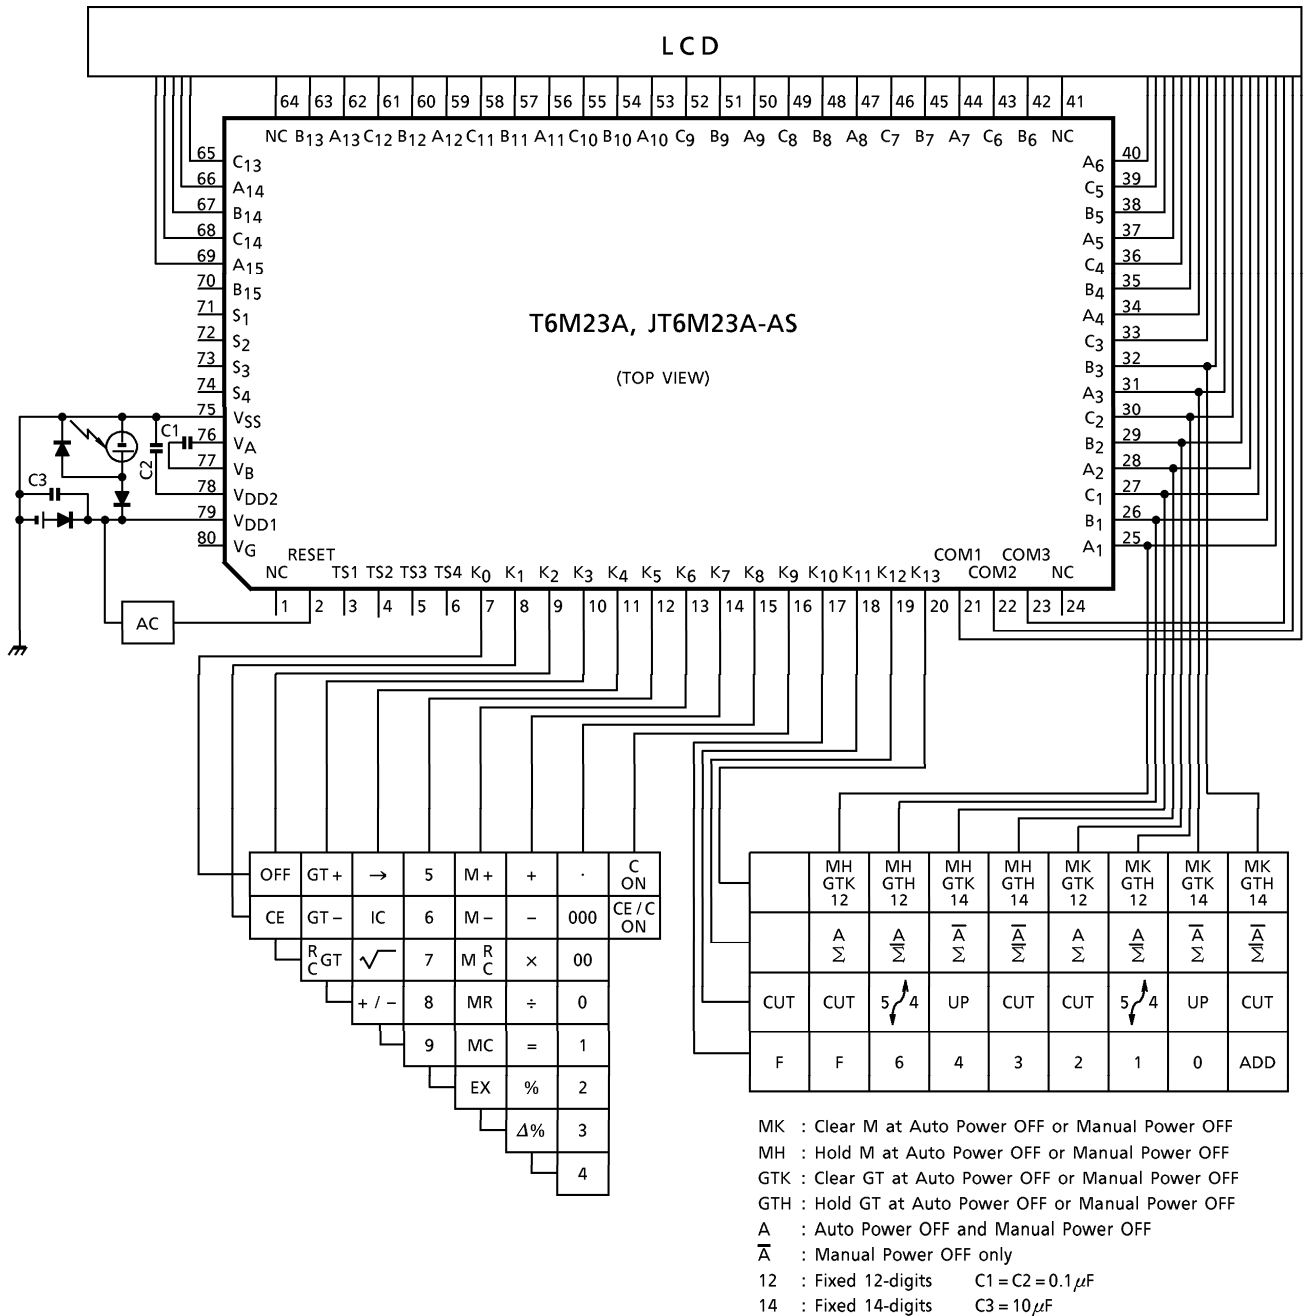 LCD
64 63 62 61 60 59 58 57 56 55 54 53 52 51 50 49 48 47 46 45 44 43 42 41
NC B13 A13 C12 B12 A12 C11 B11 A11 C10 B10 A10 C9 B9 A9 C8 B8 A8 C7 B7 A7 C6 B6 NC
65 C13 A6 40
66 A14 C5 39
67 B14 B5 38
68 C14 A5 37
69 A15 C4 36
70 B15 B4 35
71 S1 A4 34
T6M23A, JT6M23A-AS
72 S2 C3 33
73 S3 B3 32
(TOP VIEW)
74 S4 A3 31
75 VSS C2 30
C1 76 VA B2 29
C2 77 VB A2 28
C3 78 VDD2 C1 27
79 VDD1 B1 26
80 VG A1 25
RESET COM1 COM3
NC TS1 TS2 TS3 TS4 K0 K1 K2 K3 K4 K5 K6 K7 K8 K9 K10 K11 K12 K13 COM2 NC
1 2 3 4 5 6 7 8 9 10 11 12 13 14 15 16 17 18 19 20 21 22 23 24
AC
OFF GT+ → 5 M+ + · C ON
CE GT− IC 6 M− − 000 CE/C ON
R C GT √ 7 M R C × 00
+/− 8 MR ÷ 0
9 MC = 1
EX % 2
Δ% 3
4
MH MH MH MH MK MK MK MK
GTK GTH GTK GTH GTK GTH GTK GTH
12 12 14 14 12 12 14 14
A A̅ A̅ A̅ A A A̅ A̅
Σ Σ̅ Σ Σ̅ Σ Σ̅ Σ Σ̅
CUT CUT 5 4 UP CUT CUT 5 4 UP CUT
F F 6 4 3 2 1 0 ADD
MK : Clear M at Auto Power OFF or Manual Power OFF
MH : Hold M at Auto Power OFF or Manual Power OFF
GTK : Clear GT at Auto Power OFF or Manual Power OFF
GTH : Hold GT at Auto Power OFF or Manual Power OFF
A : Auto Power OFF and Manual Power OFF
A̅ : Manual Power OFF only
12 : Fixed 12-digits C1 = C2 = 0.1 μF
14 : Fixed 14-digits C3 = 10 μF